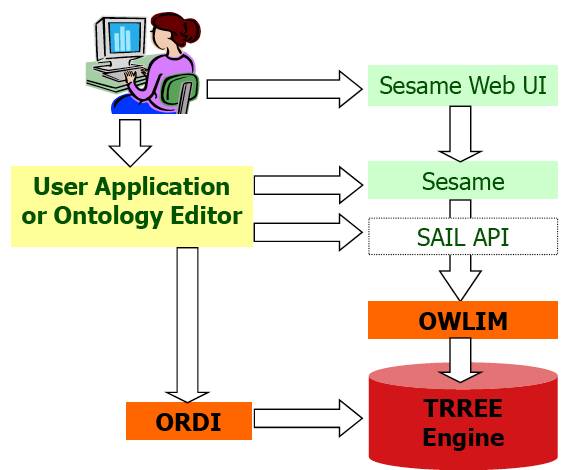 Sesame Web UI
User Application
or Ontology Editor
Sesame
SAIL API
OWLIM
ORDI
TRREE
Engine